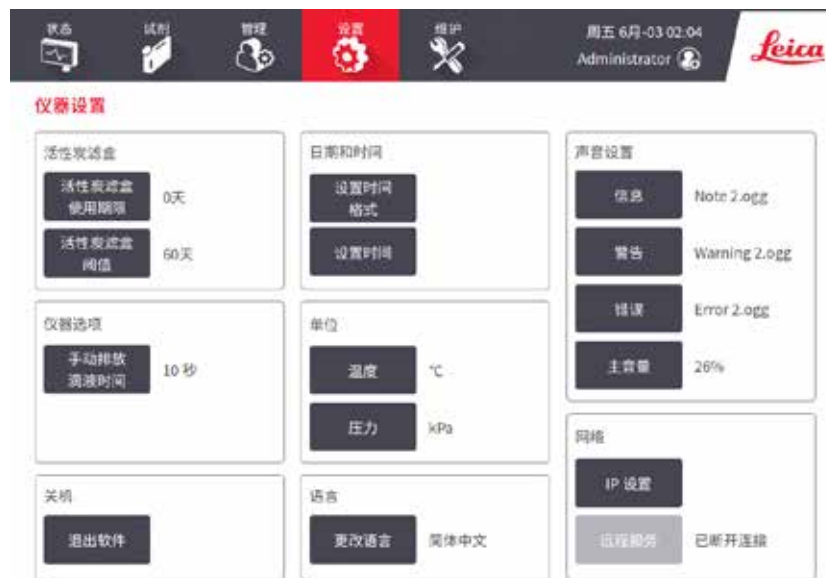 状态 试剂 管理 设置 维护
周五 6月-03 02:04
Administrator
Leica
仪器设置
活性炭滤盒
活性炭滤盒
使用期限
0天
活性炭滤盒
阈值
60天
日期和时间
设置时间
格式
设置时间
声音设置
信息 Note 2.ogg
警告 Warning 2.ogg
错误 Error 2.ogg
主音量 26%
仪器选项
手动排放
滴液时间
10 秒
单位
温度 ℃
压力 kPa
网络
IP 设置
远程服务 已断开连接
关机
退出软件
语言
更改语言 简体中文